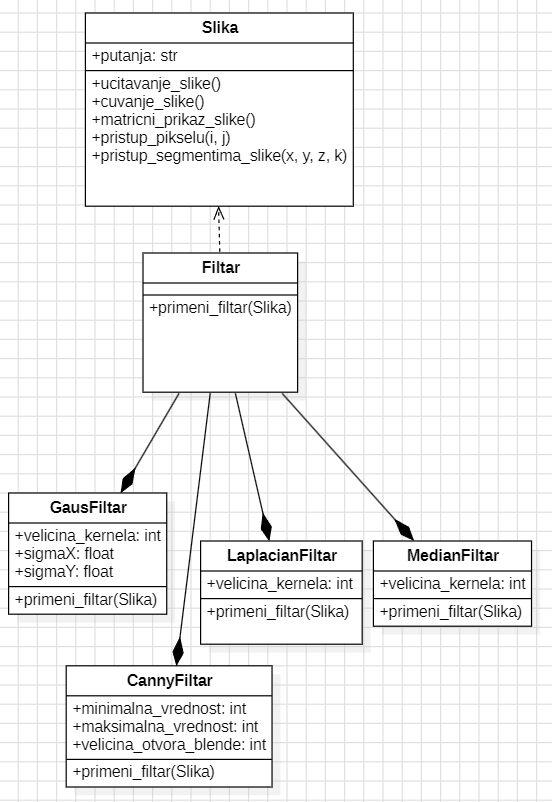 Slika
+putanja: str
+ucitavanje_slike()
+cuvanje_slike()
+matricni_prikaz_slike()
+pristup_pikselu(i, j)
+pristup_segmentima_slike(x, y, z, k)
Filtar
+primeni_filtar(Slika)
GausFiltar
+velicina_kernela: int
+sigmaX: float
+sigmaY: float
+primeni_filtar(Slika)
LaplacianFiltar
+velicina_kernela: int
+primeni_filtar(Slika)
MedianFiltar
+velicina_kernela: int
+primeni_filtar(Slika)
CannyFiltar
+minimalna_vrednost: int
+maksimalna_vrednost: int
+velicina_otvora_blende: int
+primeni_filtar(Slika)